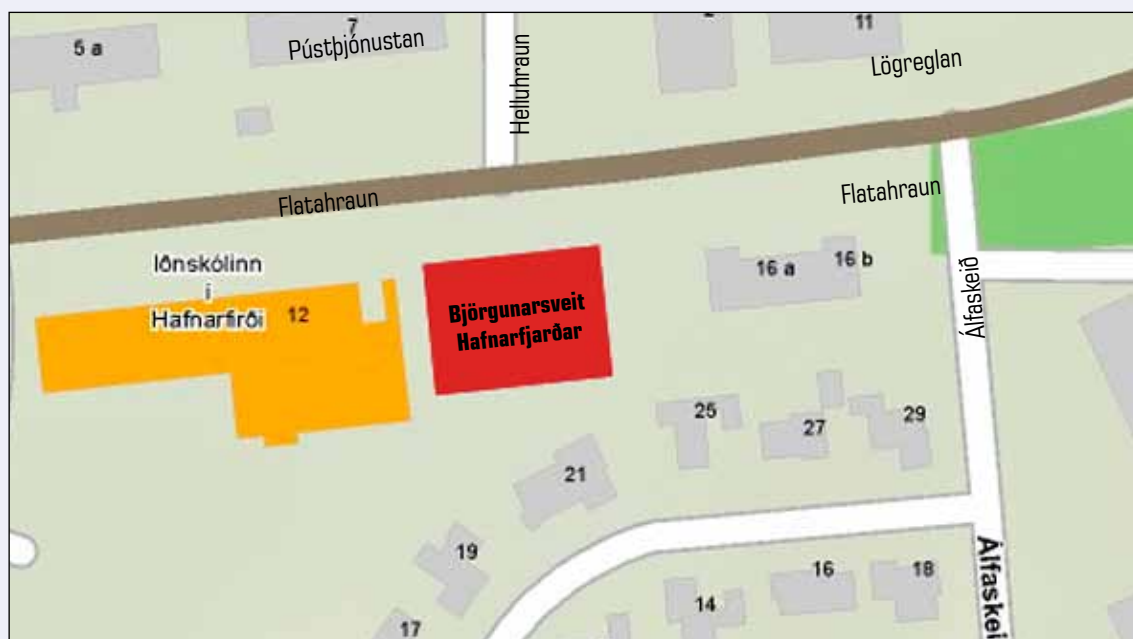 5 a
7
Pústþjónustan
Helluhraun
11
Lögreglan
Flatahraun
Flatahraun
Iðnskólinn
í
Hafnarfirði
12
Björgunarsveit
Hafnarfjarðar
16 a
16 b
Álfaskeið
25
27
29
21
19
17
14
16
18
Álfaskei